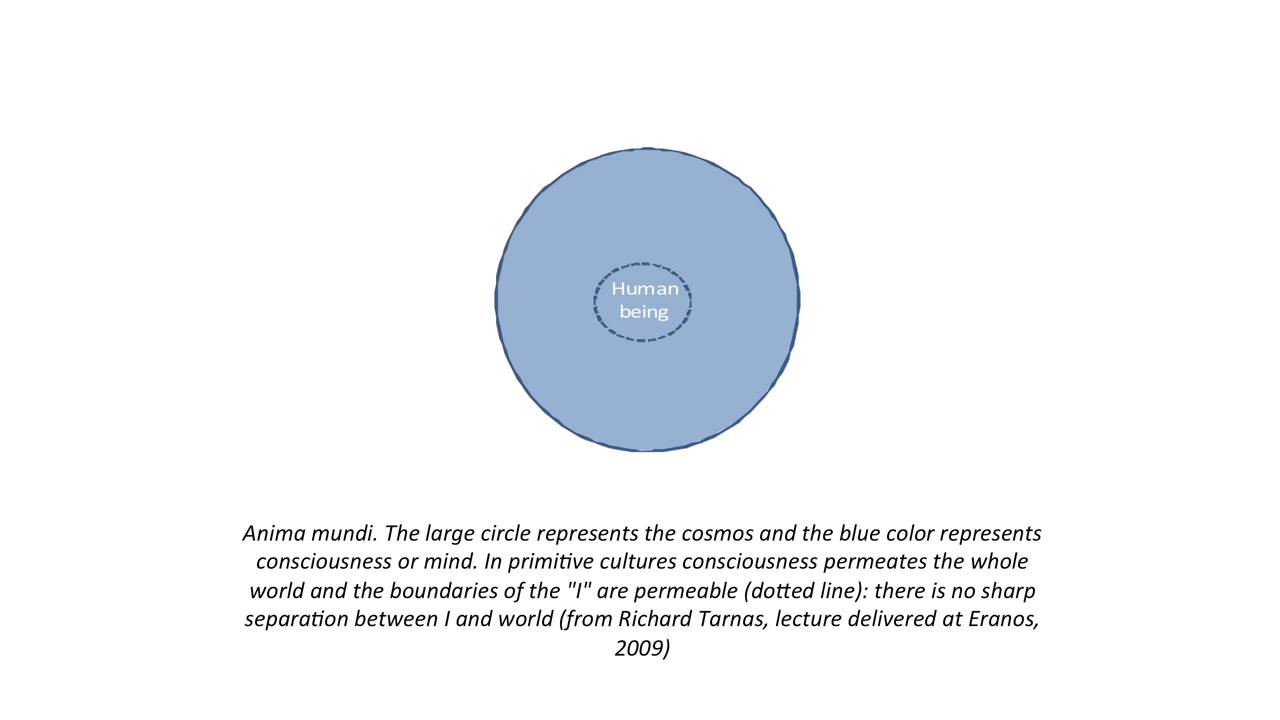 Human
being
Anima mundi. The large circle represents the cosmos and the blue color represents
consciousness or mind. In primitive cultures consciousness permeates the whole
world and the boundaries of the "I" are permeable (dotted line): there is no sharp
separation between I and world (from Richard Tarnas, lecture delivered at Eranos,
2009)